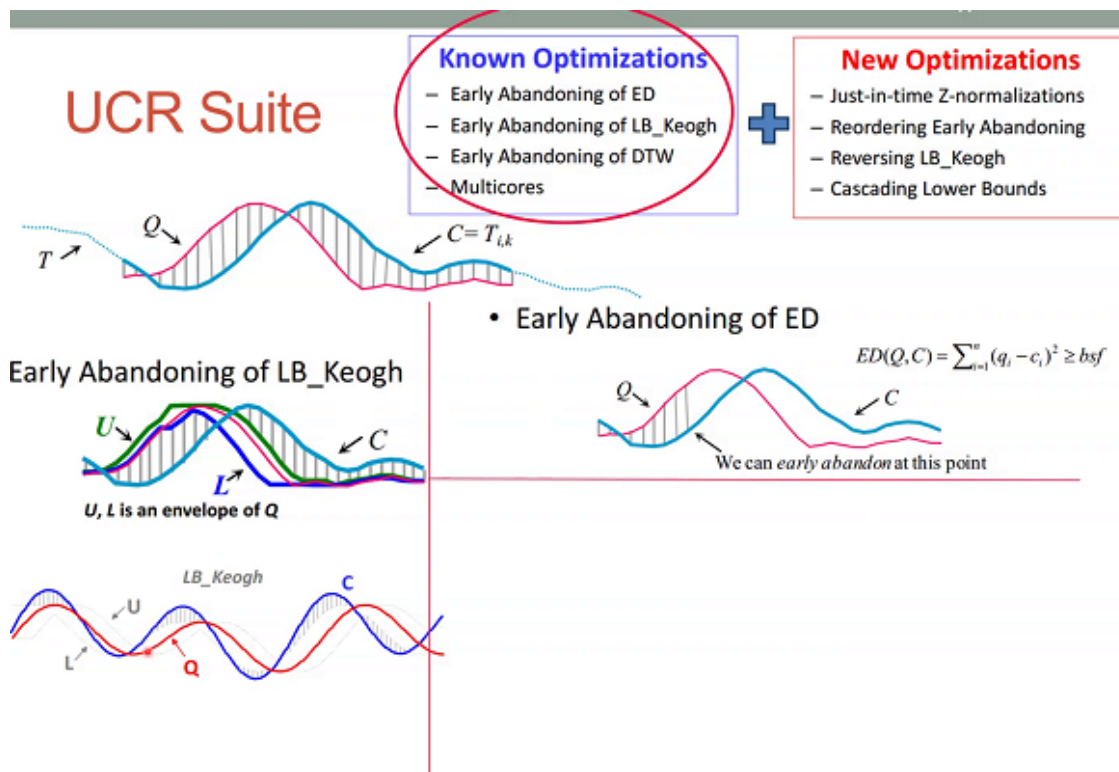 UCR Suite
Known Optimizations
– Early Abandoning of ED
– Early Abandoning of LB_Keogh
– Early Abandoning of DTW
– Multicores
New Optimizations
– Just-in-time Z-normalizations
– Reordering Early Abandoning
– Reversing LB_Keogh
– Cascading Lower Bounds
T
Q
C = T_{i,k}
• Early Abandoning of ED
ED(Q,C) = \sum_{i=1}^{n} (q_i - c_i)^2 ≥ bsf
Q
C
We can early abandon at this point
Early Abandoning of LB_Keogh
U
C
L
U, L is an envelope of Q
LB_Keogh
C
U
L
Q